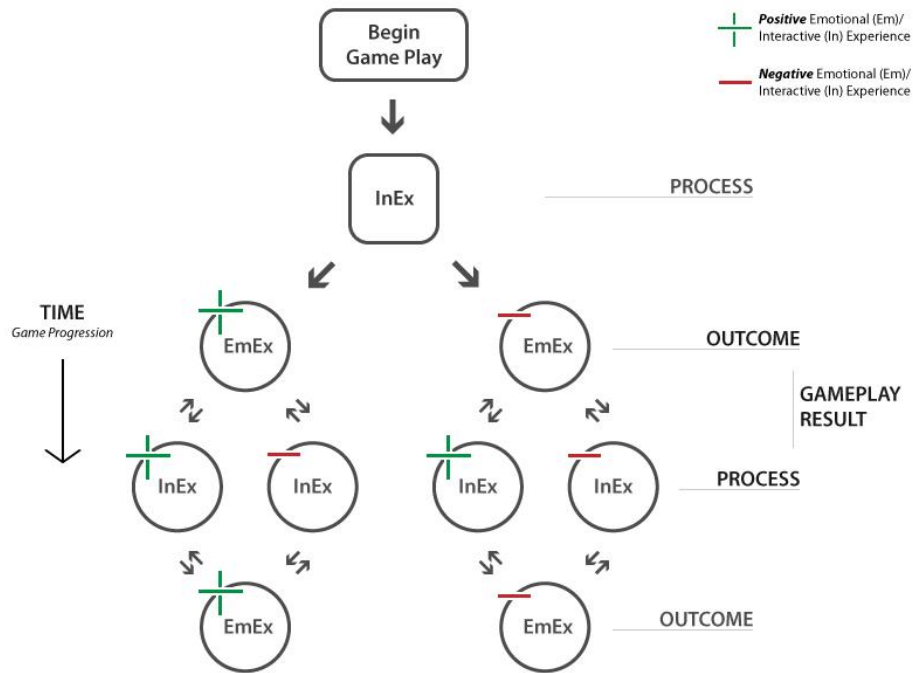 Begin
Game Play
Positive Emotional (Em)/
Interactive (In) Experience
Negative Emotional (Em)/
Interactive (In) Experience
InEx
PROCESS
TIME
Game Progression
EmEx
EmEx
OUTCOME
GAMEPLAY
RESULT
InEx
InEx
InEx
InEx
PROCESS
EmEx
EmEx
OUTCOME